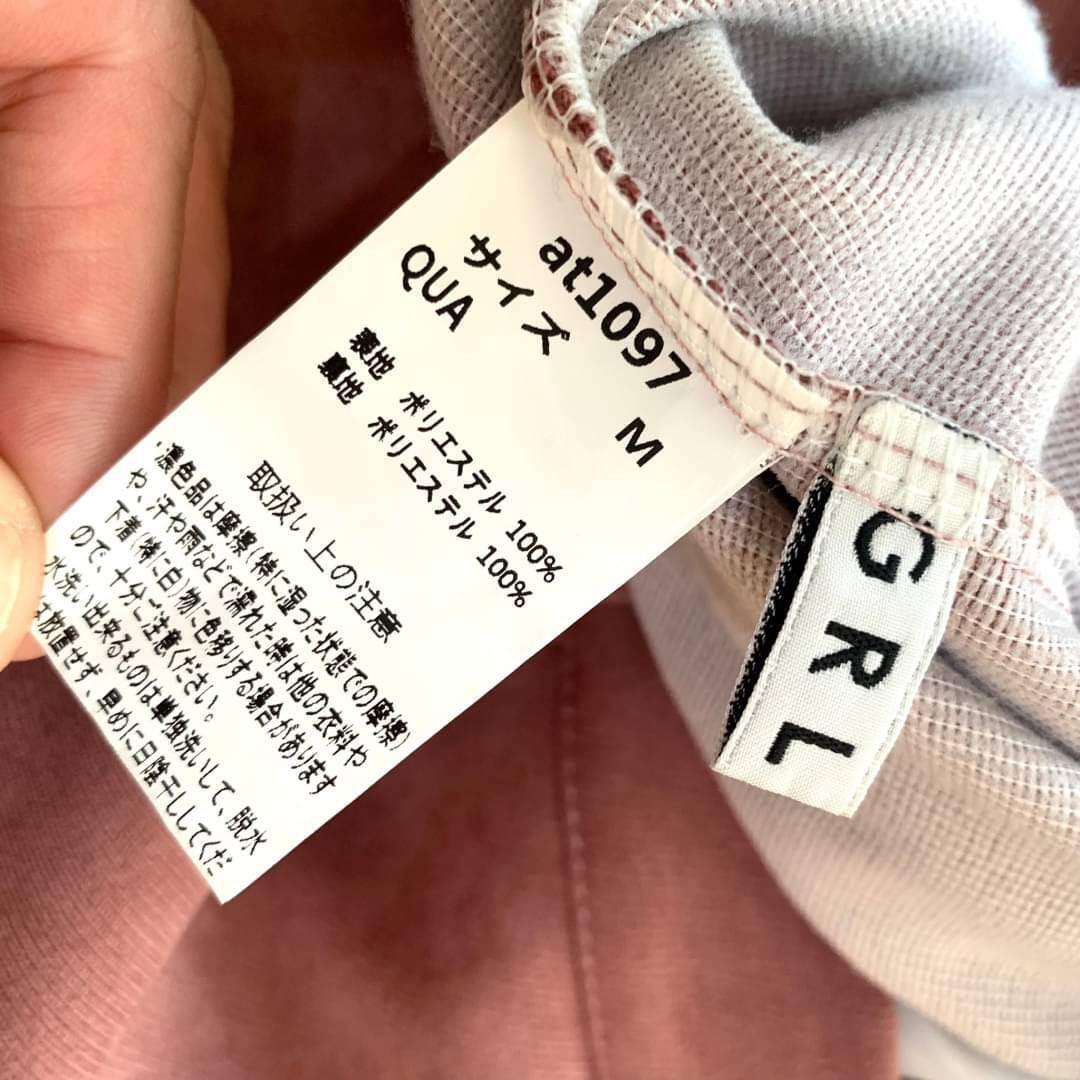 at1097
サイズ M
QUA
表地 ポリエステル 100%
裏地 ポリエステル 100%
取扱い上の注意
濃色品は摩擦(特に湿った状態での摩擦)
や、汗や雨などで濡れた時は他の衣料や
下着(特に白)物に色移りする場合があります
ので、十分ご注意ください。
水洗い出来るものは単独洗いして、脱水
放置せず、早めに日陰干ししてくだ
GRL